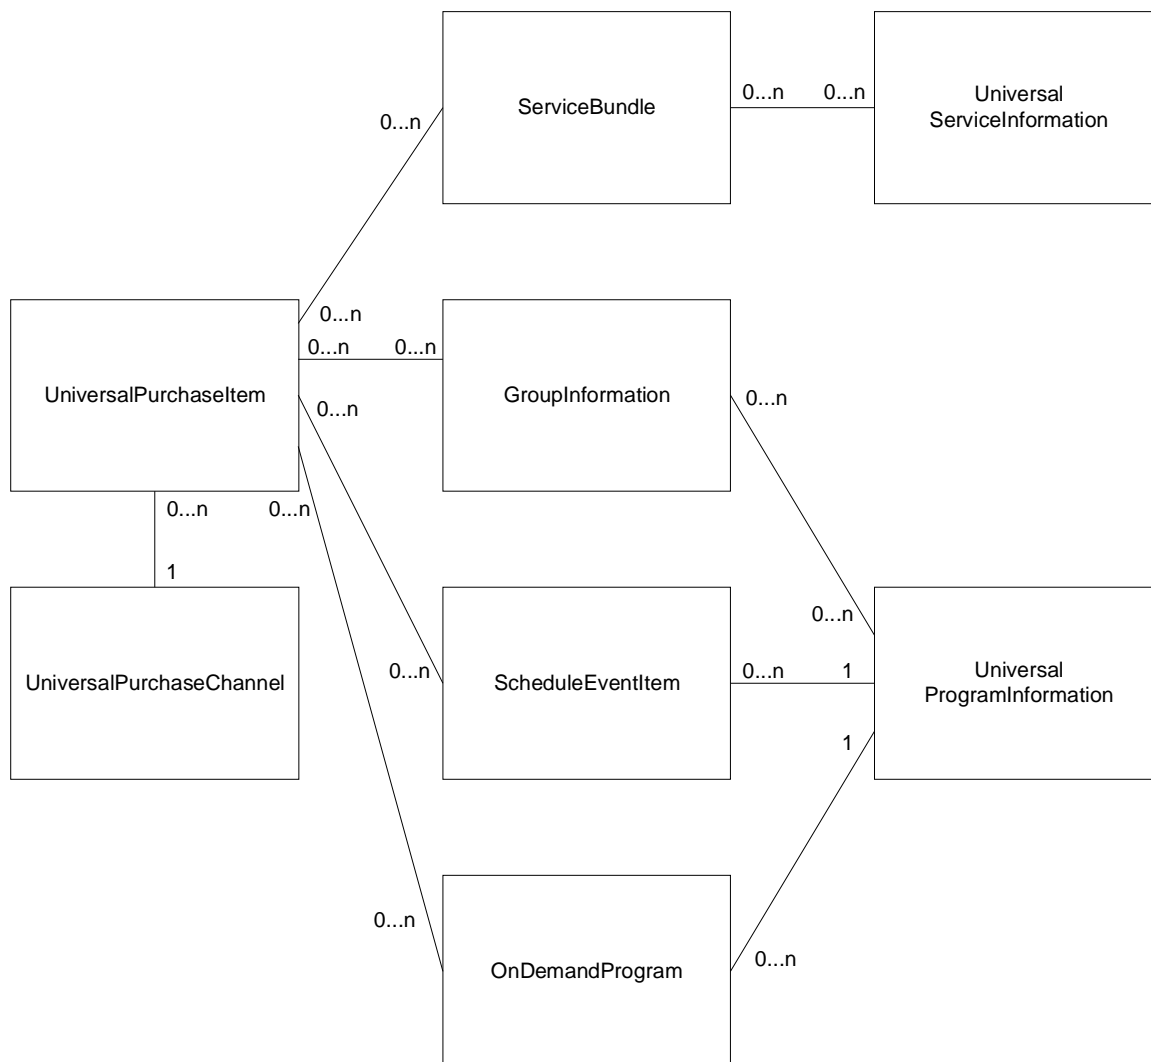 ServiceBundle
0...n
0...n
Universal
ServiceInformation
0...n
0...n
0...n
0...n
UniversalPurchaseItem
0...n
GroupInformation
0...n
0...n
0...n
0...n
1
UniversalPurchaseChannel
0...n
0...n
ScheduleEventItem
0...n
1
Universal
ProgramInformation
1
0...n
OnDemandProgram
0...n